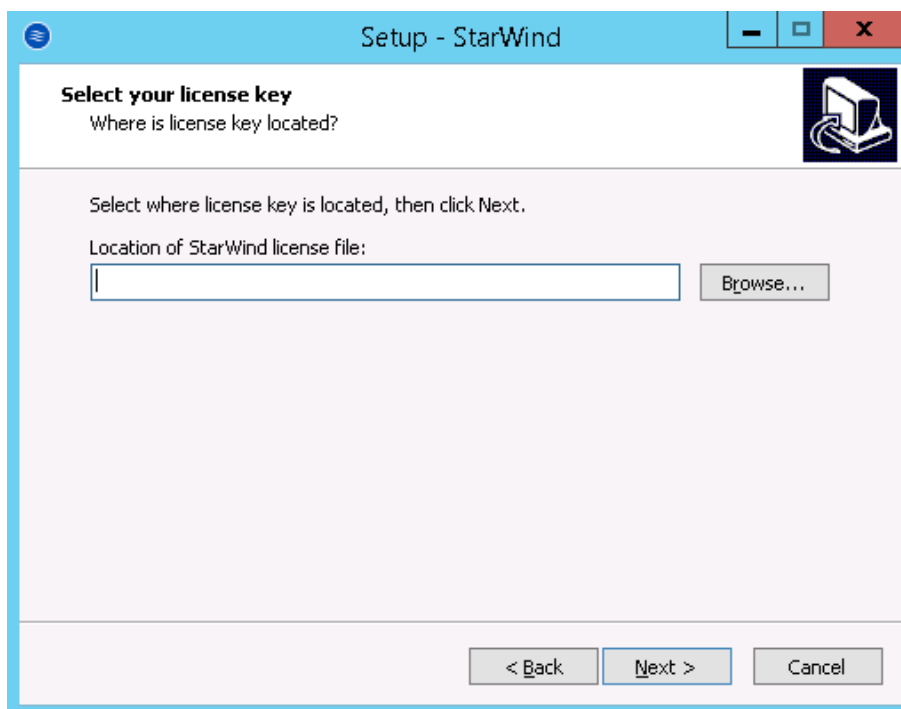 Setup - StarWind
Select your license key
Where is license key located?
Select where license key is located, then click Next.
Location of StarWind license file:
Browse...
< Back
Next >
Cancel